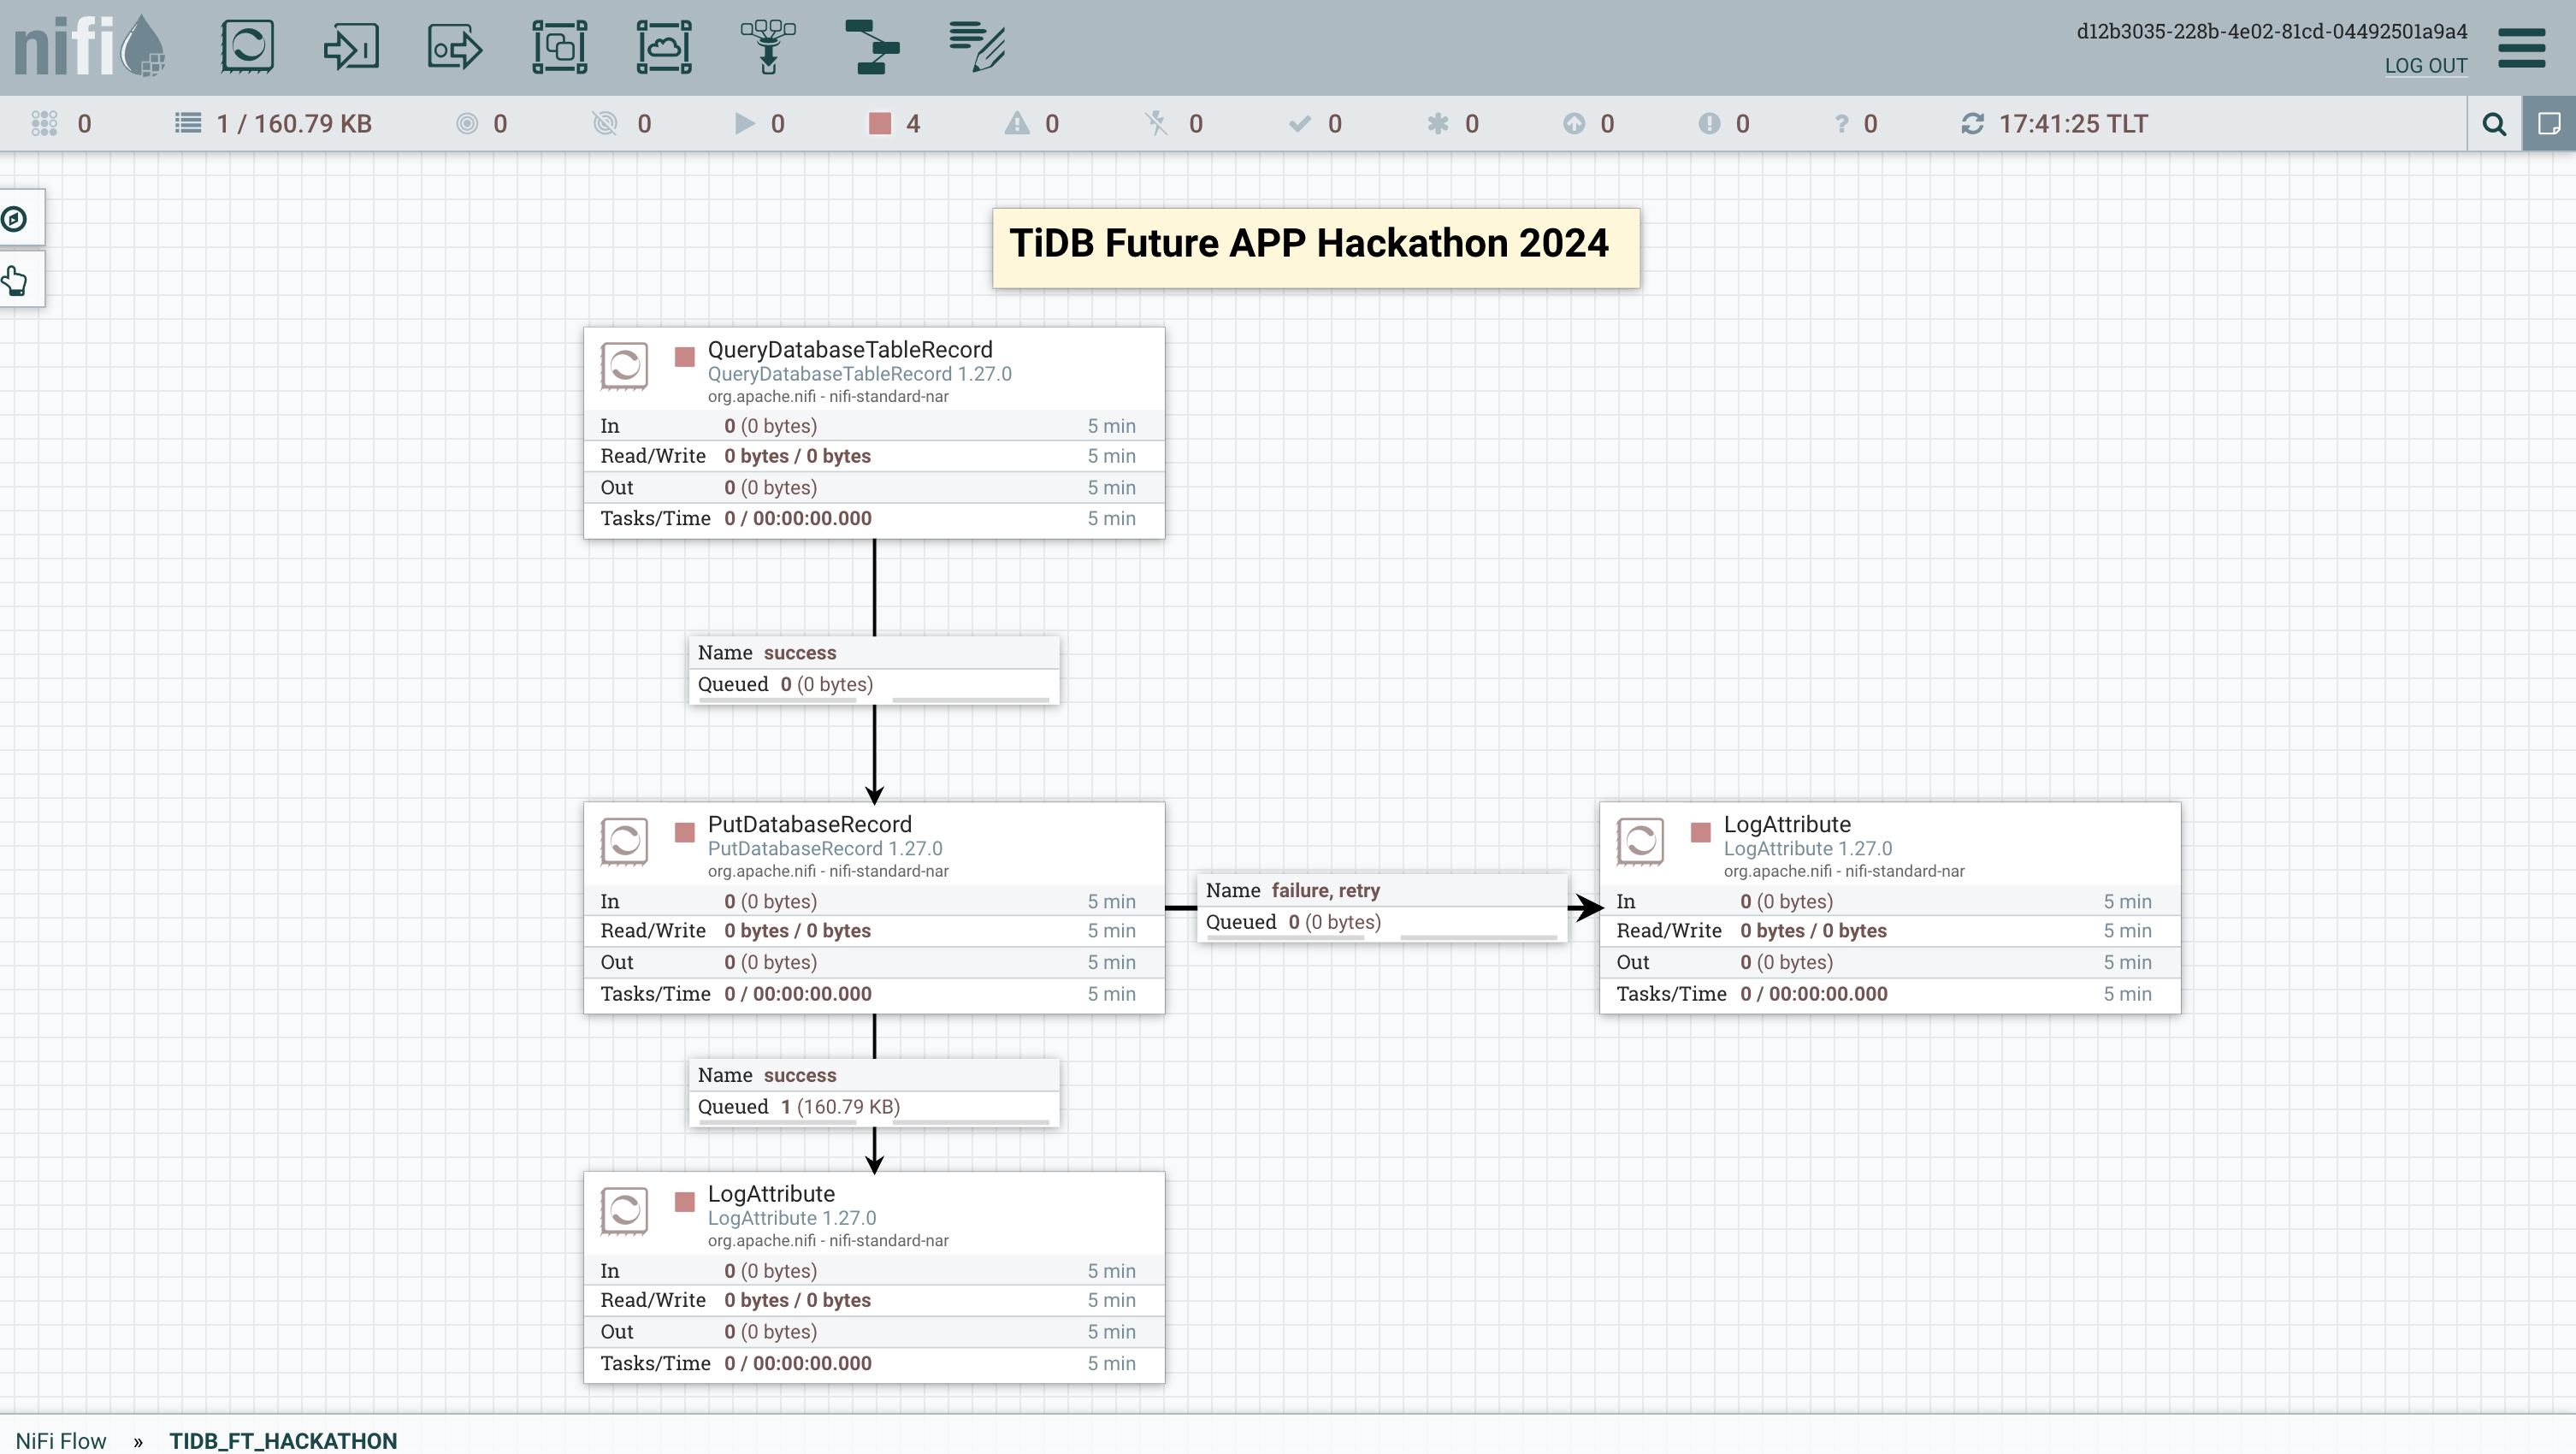 nifi
d12b3035-228b-4e02-81cd-04492501a9a4
LOG OUT
0 1 / 160.79 KB 0 0 0 4 0 0 0 0 0 0 ? 0 17:41:25 TLT
TiDB Future APP Hackathon 2024
QueryDatabaseTableRecord
QueryDatabaseTableRecord 1.27.0
org.apache.nifi - nifi-standard-nar
In 0 (0 bytes) 5 min
Read/Write 0 bytes / 0 bytes 5 min
Out 0 (0 bytes) 5 min
Tasks/Time 0 / 00:00:00.000 5 min
Name success
Queued 0 (0 bytes)
PutDatabaseRecord
PutDatabaseRecord 1.27.0
org.apache.nifi - nifi-standard-nar
In 0 (0 bytes) 5 min
Read/Write 0 bytes / 0 bytes 5 min
Out 0 (0 bytes) 5 min
Tasks/Time 0 / 00:00:00.000 5 min
Name failure, retry
Queued 0 (0 bytes)
LogAttribute
LogAttribute 1.27.0
org.apache.nifi - nifi-standard-nar
In 0 (0 bytes) 5 min
Read/Write 0 bytes / 0 bytes 5 min
Out 0 (0 bytes) 5 min
Tasks/Time 0 / 00:00:00.000 5 min
Name success
Queued 1 (160.79 KB)
LogAttribute
LogAttribute 1.27.0
org.apache.nifi - nifi-standard-nar
In 0 (0 bytes) 5 min
Read/Write 0 bytes / 0 bytes 5 min
Out 0 (0 bytes) 5 min
Tasks/Time 0 / 00:00:00.000 5 min
NiFi Flow » TIDB_FT_HACKATHON